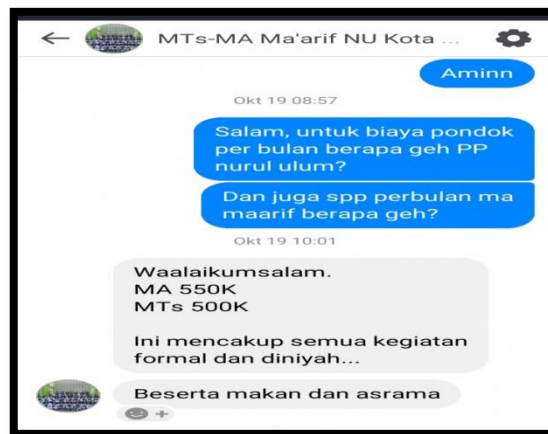 MTs-MA Ma'arif NU Kota ...
Aminn
Okt 19 08:57
Salam, untuk biaya pondok
per bulan berapa geh PP
nurul ulum?
Dan juga spp perbulan ma
maarif berapa geh?
Okt 19 10:01
Waalaikumsalam.
MA 550K
MTs 500K
Ini mencakup semua kegiatan
formal dan diniyah...
Beserta makan dan asrama